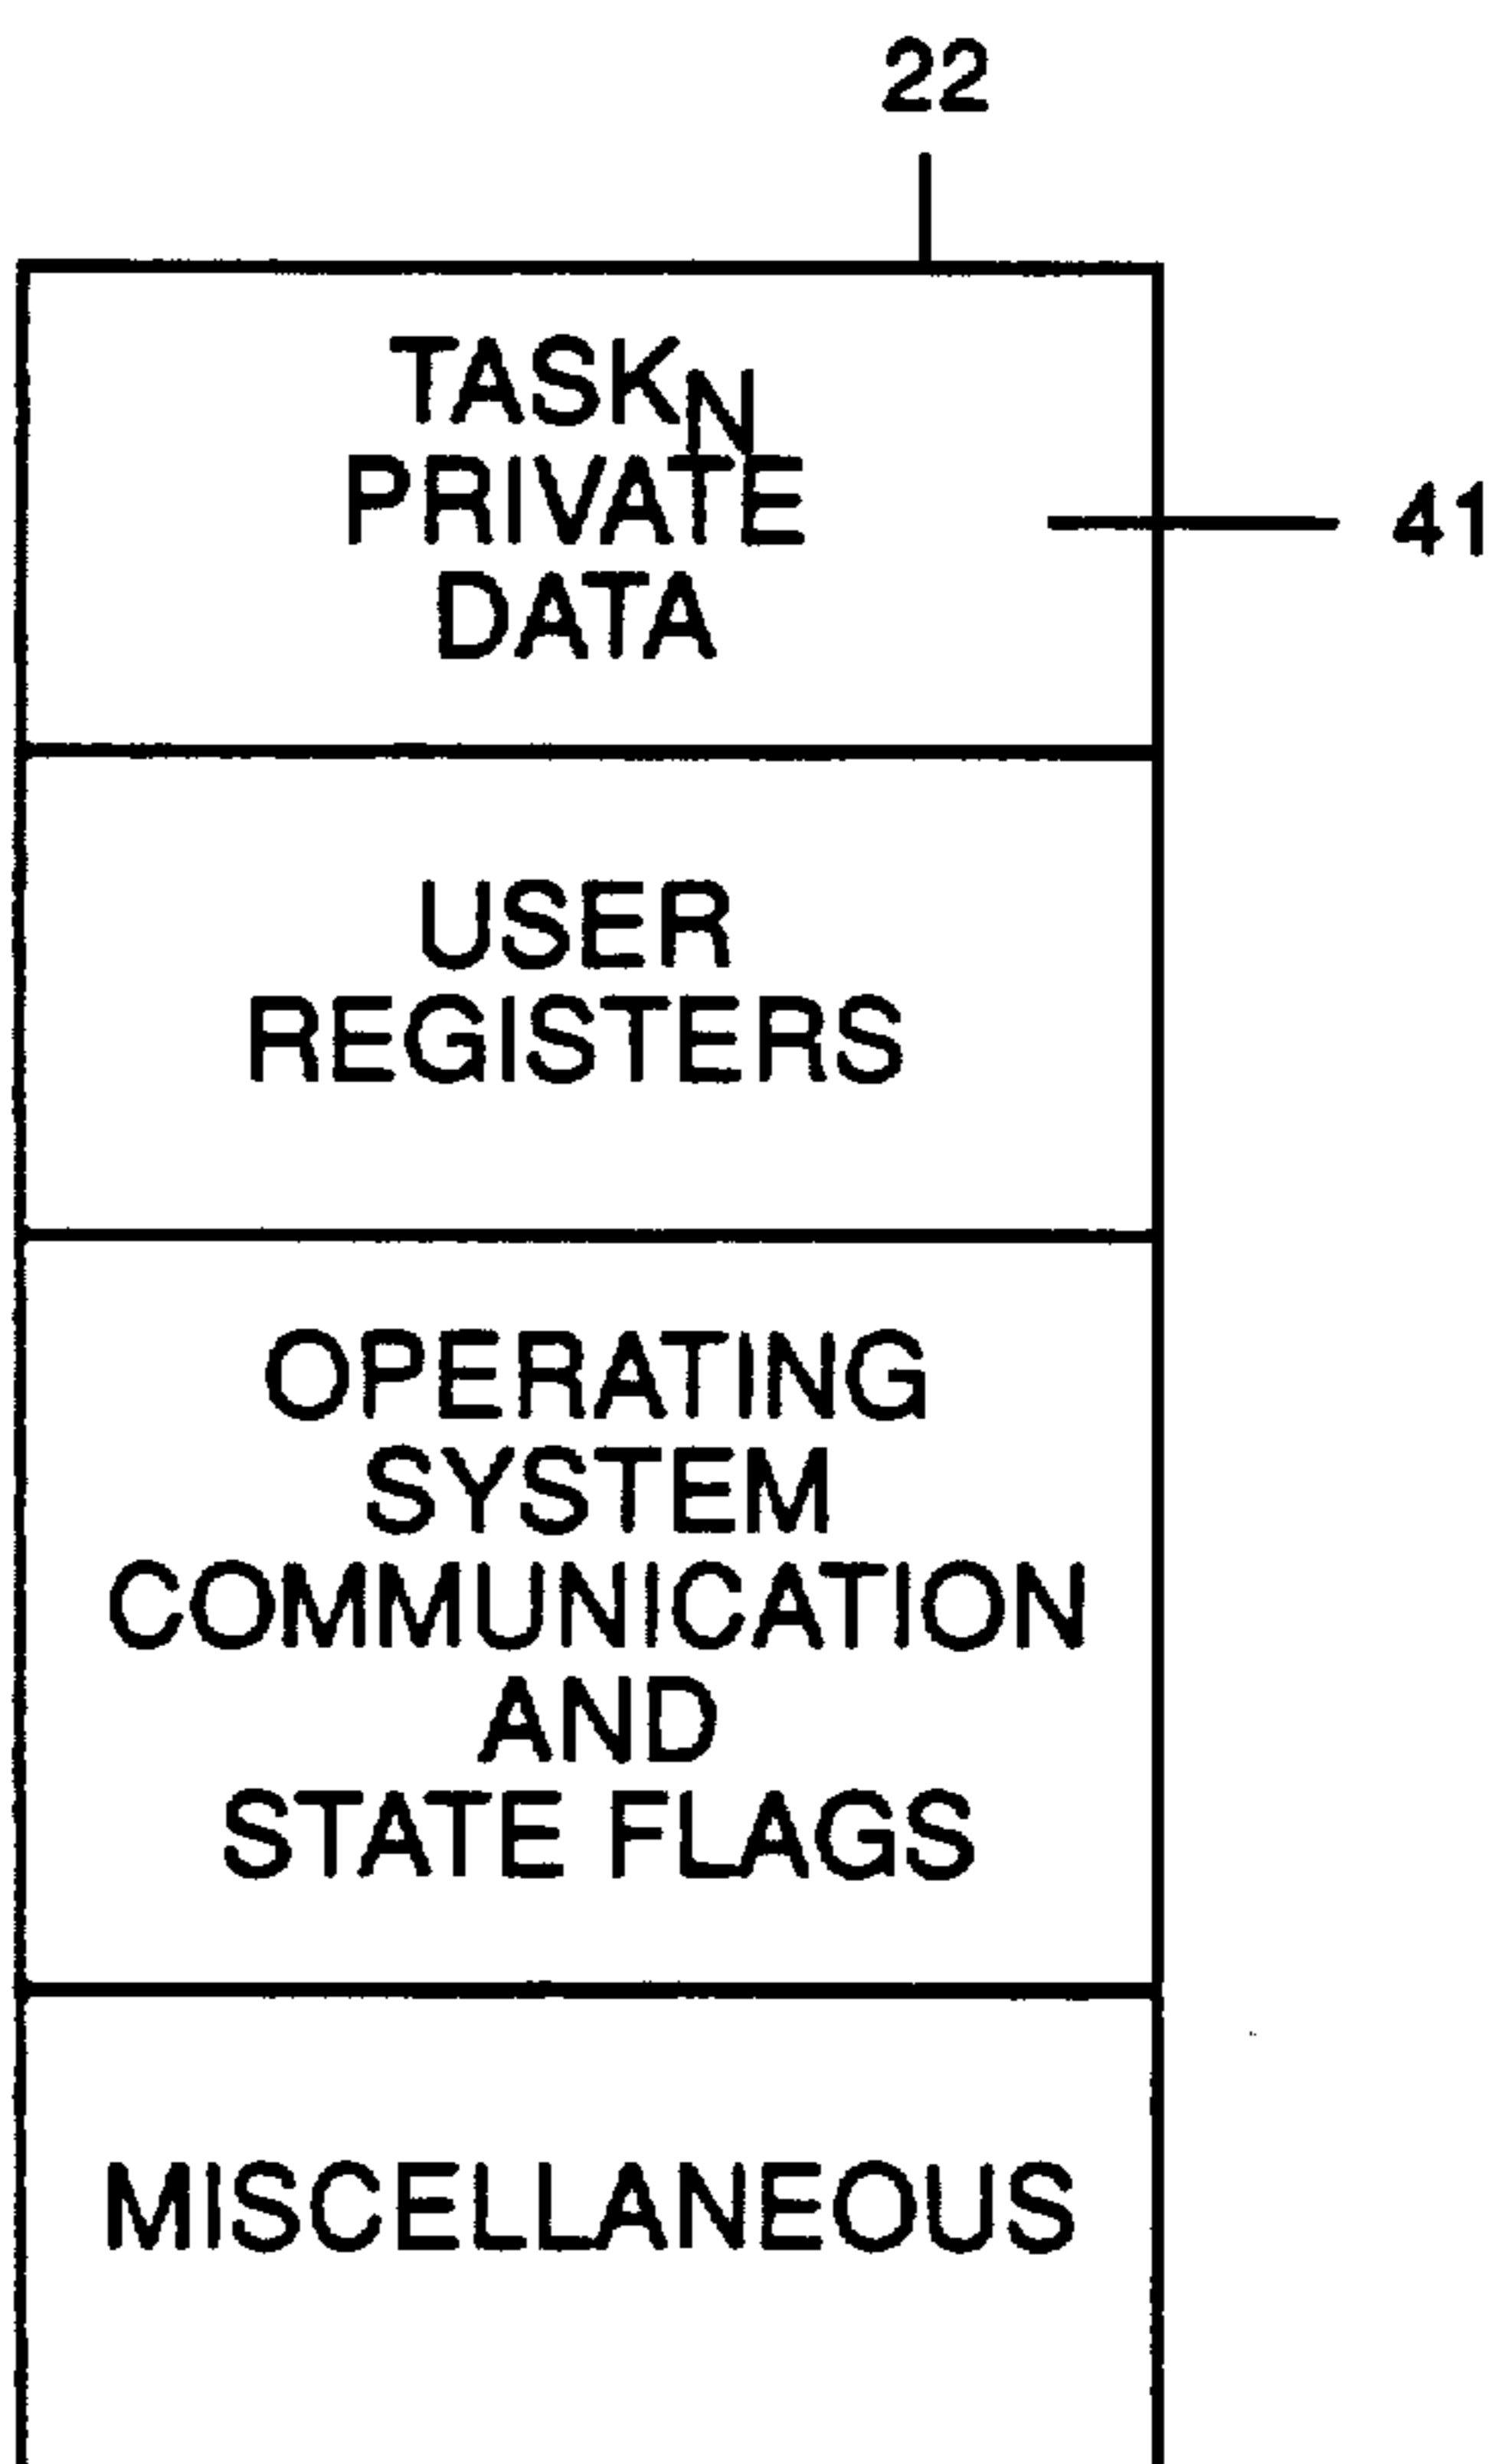 22
TASKN
PRIVATE
DATA
41
USER
REGISTERS
OPERATING
SYSTEM
COMMUNICATION
AND
STATE FLAGS
MISCELLANEOUS